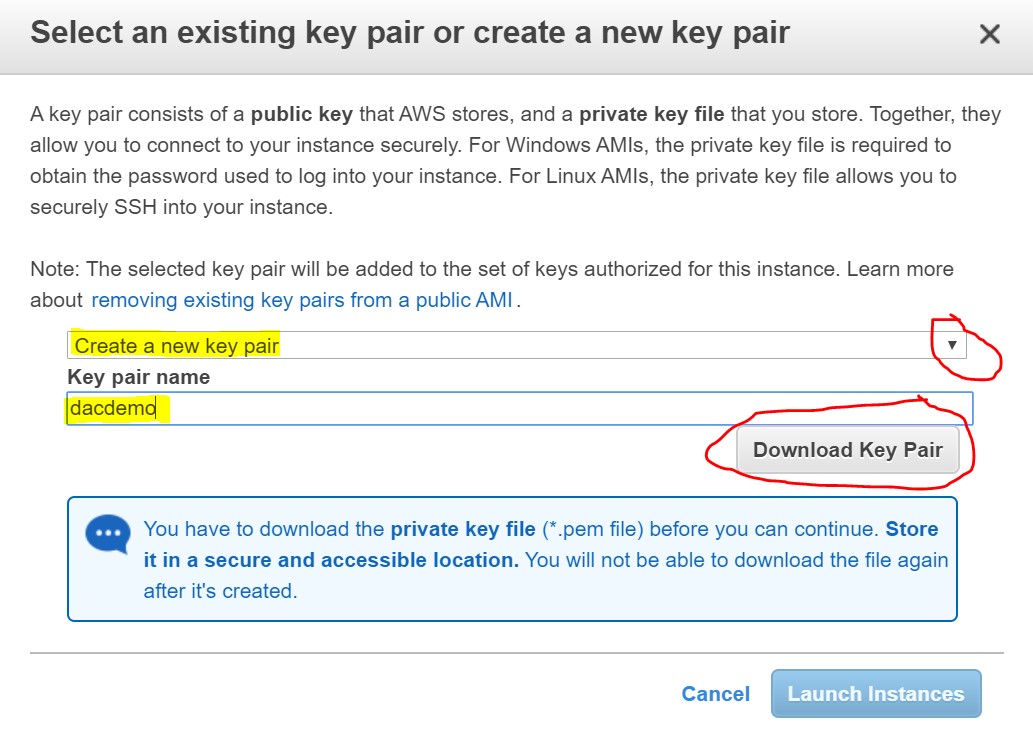 Select an existing key pair or create a new key pair
A key pair consists of a public key that AWS stores, and a private key file that you store. Together, they
allow you to connect to your instance securely. For Windows AMIs, the private key file is required to
obtain the password used to log into your instance. For Linux AMIs, the private key file allows you to
securely SSH into your instance.
Note: The selected key pair will be added to the set of keys authorized for this instance. Learn more
about removing existing key pairs from a public AMI.
Create a new key pair
Key pair name
dacdemo
Download Key Pair
You have to download the private key file (*.pem file) before you can continue. Store
it in a secure and accessible location. You will not be able to download the file again
after it's created.
Cancel
Launch Instances